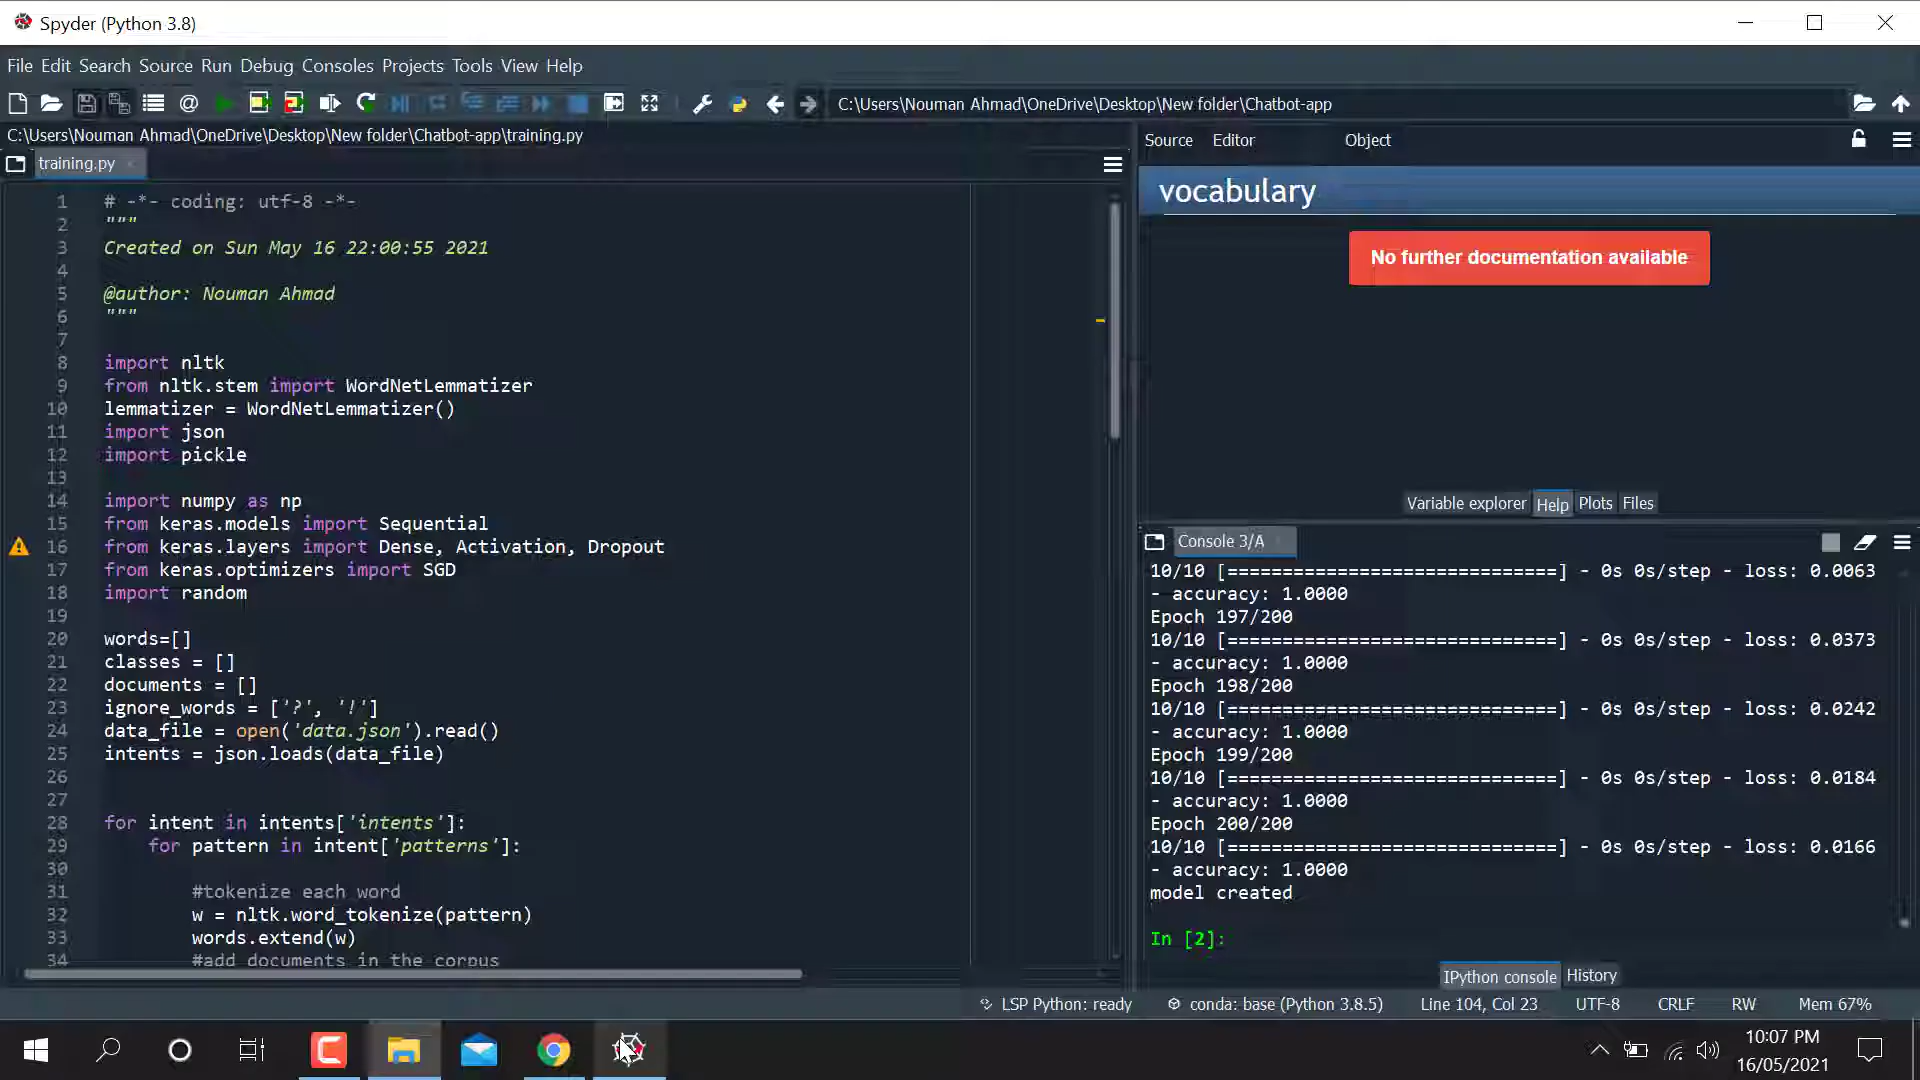 Spyder (Python 3.8)
File Edit Search Source Run Debug Consoles Projects Tools View Help
C:\Users\Nouman Ahmad\OneDrive\Desktop\New folder\Chatbot-app
C:\Users\Nouman Ahmad\OneDrive\Desktop\New folder\Chatbot-app\training.py
training.py
1 # -*- coding: utf-8 -*-
2 """
3 Created on Sun May 16 22:00:55 2021
4
5 @author: Nouman Ahmad
6 """
7
8 import nltk
9 from nltk.stem import WordNetLemmatizer
10 lemmatizer = WordNetLemmatizer()
11 import json
12 import pickle
13
14 import numpy as np
15 from keras.models import Sequential
16 from keras.layers import Dense, Activation, Dropout
17 from keras.optimizers import SGD
18 import random
19
20 words=[]
21 classes = []
22 documents = []
23 ignore_words = ['?', '!']
24 data_file = open('data.json').read()
25 intents = json.loads(data_file)
26
27
28 for intent in intents['intents']:
29     for pattern in intent['patterns']:
30
31         #tokenize each word
32         w = nltk.word_tokenize(pattern)
33         words.extend(w)
34         #add documents in the corpus
Source Editor Object
vocabulary
No further documentation available
Variable explorer Help Plots Files
Console 3/A
10/10 [==============================] - 0s 0s/step - loss: 0.0063
- accuracy: 1.0000
Epoch 197/200
10/10 [==============================] - 0s 0s/step - loss: 0.0373
- accuracy: 1.0000
Epoch 198/200
10/10 [==============================] - 0s 0s/step - loss: 0.0242
- accuracy: 1.0000
Epoch 199/200
10/10 [==============================] - 0s 0s/step - loss: 0.0184
- accuracy: 1.0000
Epoch 200/200
10/10 [==============================] - 0s 0s/step - loss: 0.0166
- accuracy: 1.0000
model created
In [2]:
IPython console History
LSP Python: ready conda: base (Python 3.8.5) Line 104, Col 23 UTF-8 CRLF RW Mem 67%
10:07 PM
16/05/2021